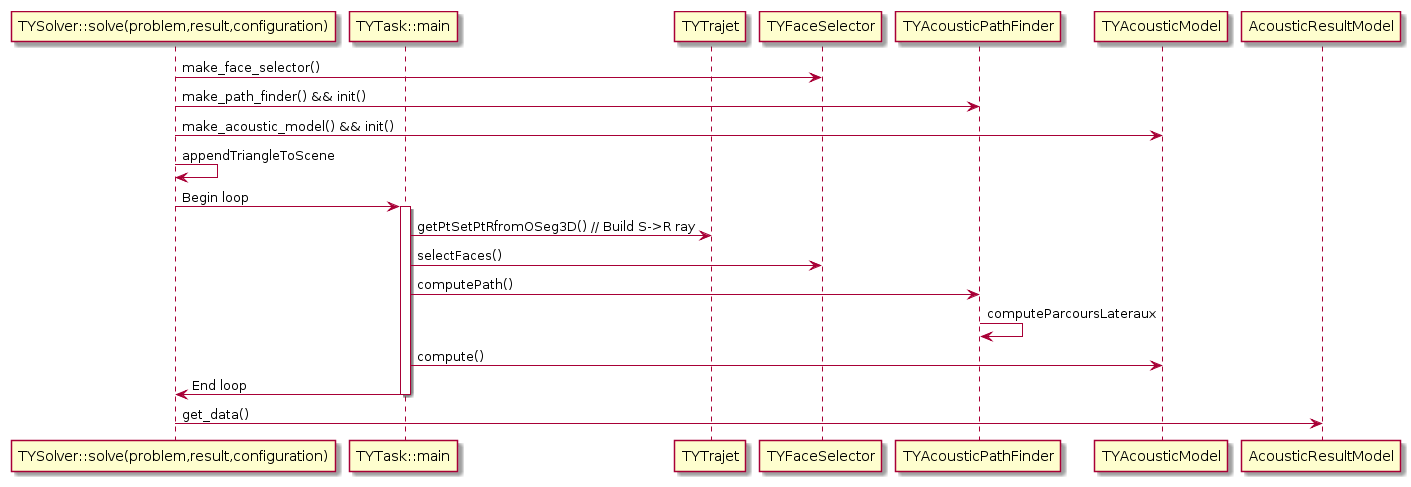 TYSolver::solve(problem,result,configuration) TYTask::main TYTrajet TYFaceSelector TYAcousticPathFinder TYAcousticModel AcousticResultModel
make_face_selector()
make_path_finder() && init()
make_acoustic_model() && init()
appendTriangleToScene
Begin loop
getPtSetPtRfromOSeg3D() // Build S->R ray
selectFaces()
computePath()
computeParcoursLateraux
compute()
End loop
get_data()
TYSolver::solve(problem,result,configuration) TYTask::main TYTrajet TYFaceSelector TYAcousticPathFinder TYAcousticModel AcousticResultModel